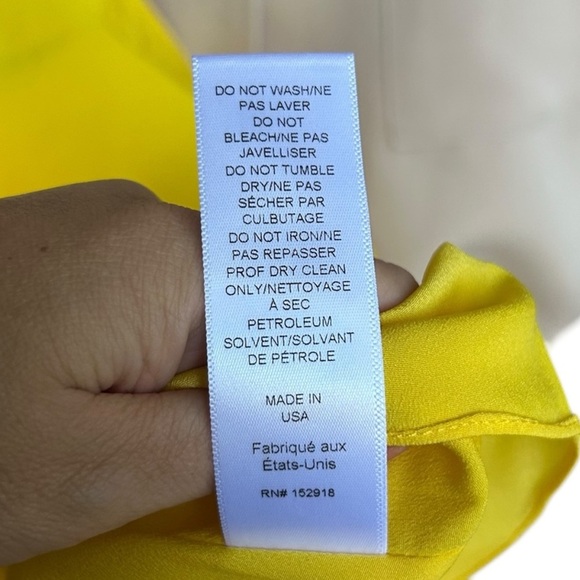 DO NOT WASH/NE
PAS LAVER
DO NOT
BLEACH/NE PAS
JAVELLISER
DO NOT TUMBLE
DRY/NE PAS
SÉCHER PAR
CULBUTAGE
DO NOT IRON/NE
PAS REPASSER
PROF DRY CLEAN
ONLY/NETTOYAGE
À SEC
PETROLEUM
SOLVENT/SOLVANT
DE PÉTROLE
MADE IN
USA
Fabriqué aux
États-Unis
RN# 152918